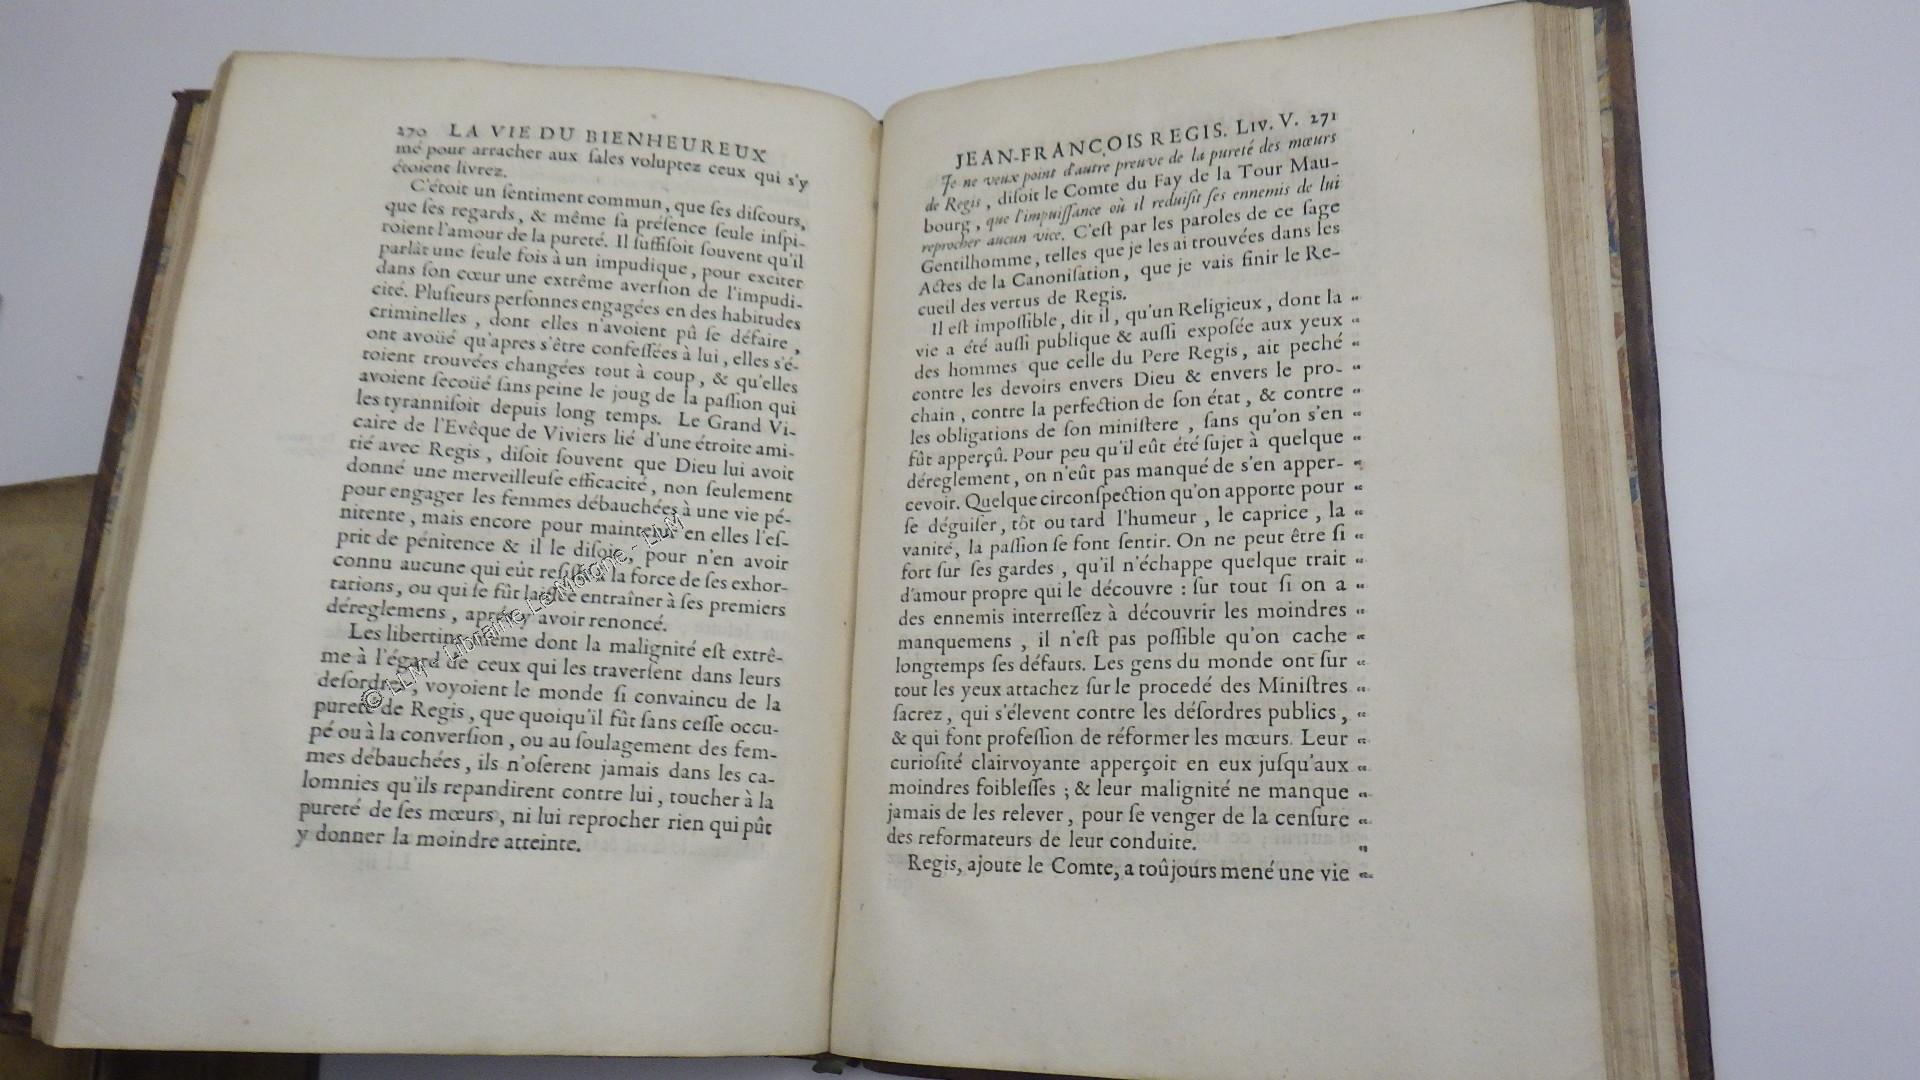 270 LA VIE DU BIENHEUREUX
mé pour arracher aux ſales voluptez ceux qui s'y
étoient livrez.
C'étoit un ſentiment commun, que ſes diſcours,
que ſes regards, & même ſa préſence ſeule inſpi-
roient l'amour de la pureté. Il ſuffiſoit ſouvent qu'il
parlât une ſeule fois à un impudique, pour exciter
dans ſon cœur une extrême averſion de l'impudi-
cité. Pluſieurs perſonnes engagées en des habitudes
criminelles, dont elles n'avoient pû ſe défaire,
ont avoüé qu'apres s'être confeſſées à lui, elles s'é-
toient trouvées changées tout à coup, & qu'elles
avoient ſecoüé ſans peine le joug de la paſſion qui
les tyranniſoit depuis long temps. Le Grand Vi-
caire de l'Evêque de Viviers lié d'une étroite ami-
tié avec Regis, diſoit ſouvent que Dieu lui avoit
donné une merveilleuſe efficacité, non ſeulement
pour engager les femmes débauchées à une vie pé-
nitente, mais encore pour maintenir en elles l'eſ-
prit de pénitence & il le diſoit, pour n'en avoir
connu aucune qui eût reſiſté à la force de ſes exhor-
tations, ou qui ſe fût laiſſée entraîner à ſes premiers
déreglemens, aprés y avoir renoncé.
Les libertins même dont la malignité eſt extrê-
me à l'égard de ceux qui les traverſent dans leurs
deſordres, voyoient le monde ſi convaincu de la
pureté de Regis, que quoiqu'il fût ſans ceſſe occu-
pé ou à la converſion, ou au ſoulagement des fem-
mes débauchées, ils n'oſerent jamais dans les ca-
lomnies qu'ils repandirent contre lui, toucher à la
pureté de ſes mœurs, ni lui reprocher rien qui pût
y donner la moindre atteinte.
© LLM - Librairie Le Moigne - LLM
JEAN-FRANÇOIS REGIS. LIV. V. 271
Je ne veux point d'autre preuve de la pureté des mœurs
de Regis, diſoit le Comte du Fay de la Tour Mau-
bourg, que l'impuiſſance où il reduiſit ſes ennemis de lui
reprocher aucun vice. C'eſt par les paroles de ce ſage
Gentilhomme, telles que je les ai trouvées dans les
Actes de la Canoniſation, que je vais finir le Re-
cueil des vertus de Regis.
Il eſt impoſſible, dit il, qu'un Religieux, dont la “
vie a été auſſi publique & auſſi expoſée aux yeux “
des hommes que celle du Pere Regis, ait peché “
contre les devoirs envers Dieu & envers le pro- “
chain, contre la perfection de ſon état, & contre “
les obligations de ſon miniſtere, ſans qu'on s'en “
fût apperçû. Pour peu qu'il eût été ſujet à quelque “
déreglement, on n'eût pas manqué de s'en apper- “
cevoir. Quelque circonſpection qu'on apporte pour “
ſe déguiſer, tôt ou tard l'humeur, le caprice, la “
vanité, la paſſion ſe font ſentir. On ne peut être ſi “
fort ſur ſes gardes, qu'il n'échappe quelque trait “
d'amour propre qui le découvre : ſur tout ſi on a “
des ennemis interreſſez à découvrir les moindres “
manquemens, il n'eſt pas poſſible qu'on cache “
longtemps ſes défauts. Les gens du monde ont ſur “
tout les yeux attachez ſur le procedé des Miniſtres “
ſacrez, qui s'élevent contre les déſordres publics, “
& qui font profeſſion de réformer les mœurs. Leur “
curioſité clairvoyante apperçoit en eux juſqu'aux “
moindres foibleſſes ; & leur malignité ne manque “
jamais de les relever, pour ſe venger de la cenſure “
des reformateurs de leur conduite. “
Regis, ajoute le Comte, a toûjours mené une vie “